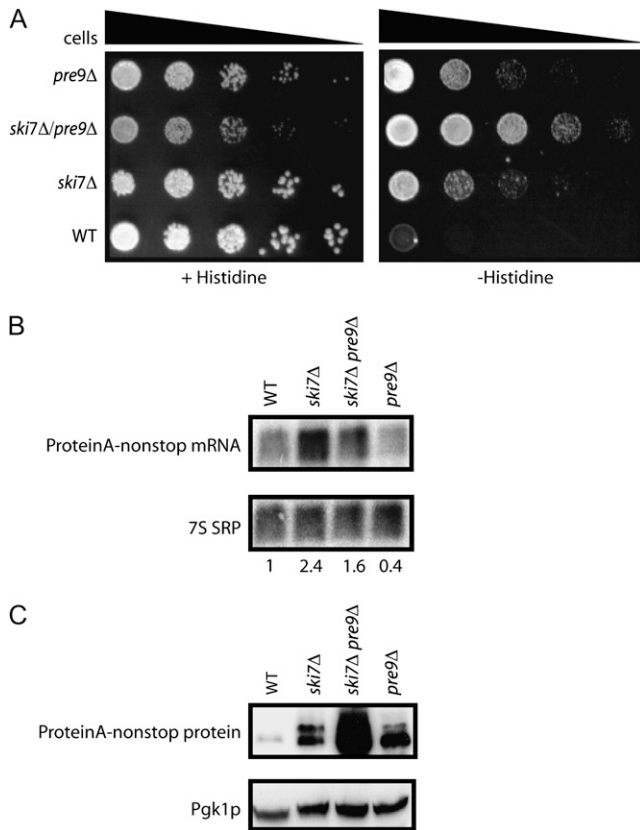 A
cells
pre9Δ
ski7Δ/pre9Δ
ski7Δ
WT
+ Histidine
-Histidine
B
WT
ski7Δ
ski7Δ pre9Δ
pre9Δ
ProteinA-nonstop mRNA
7S SRP
1 2.4 1.6 0.4
C
WT
ski7Δ
ski7Δ pre9Δ
pre9Δ
ProteinA-nonstop protein
Pgk1p